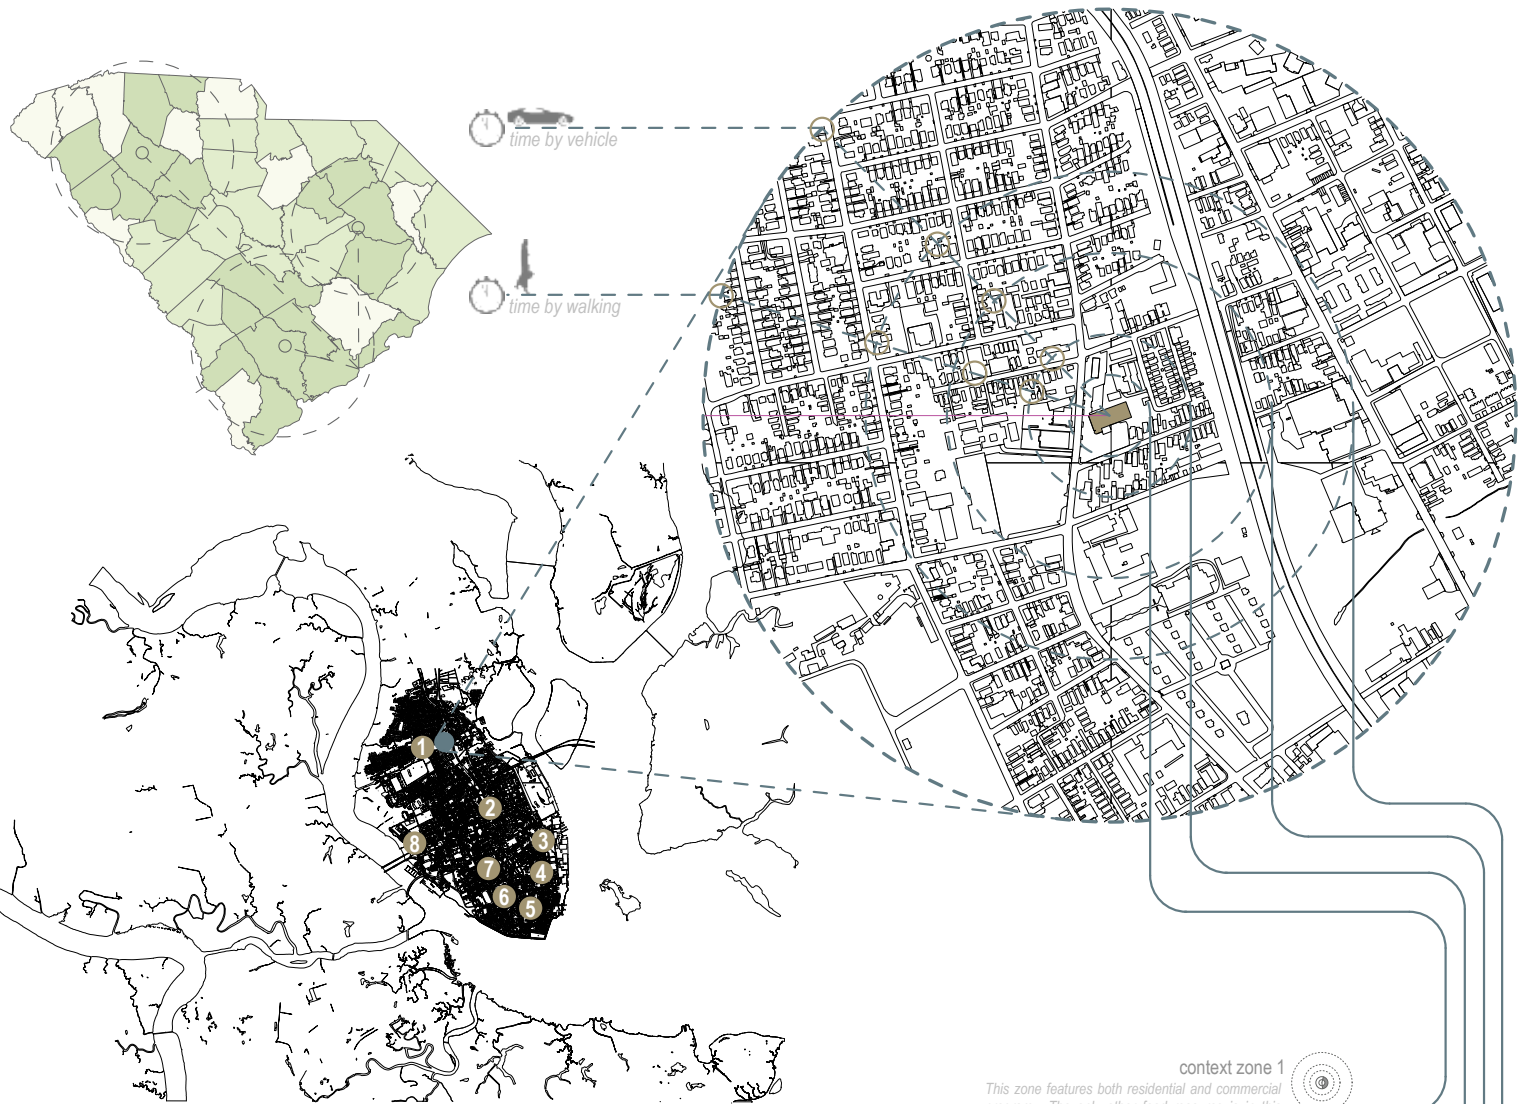 time by vehicle
time by walking
1
2
3
8
4
7
6
5
context zone 1
This zone features both residential and commercial